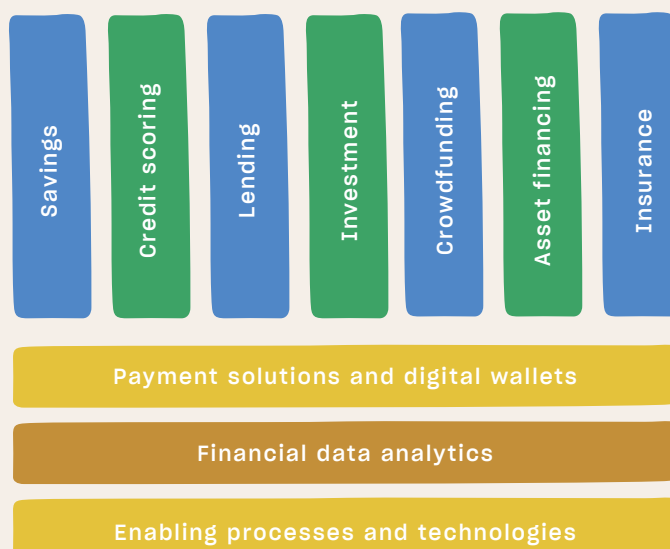 Savings
Credit scoring
Lending
Investment
Crowdfunding
Asset financing
Insurance
Payment solutions and digital wallets
Financial data analytics
Enabling processes and technologies